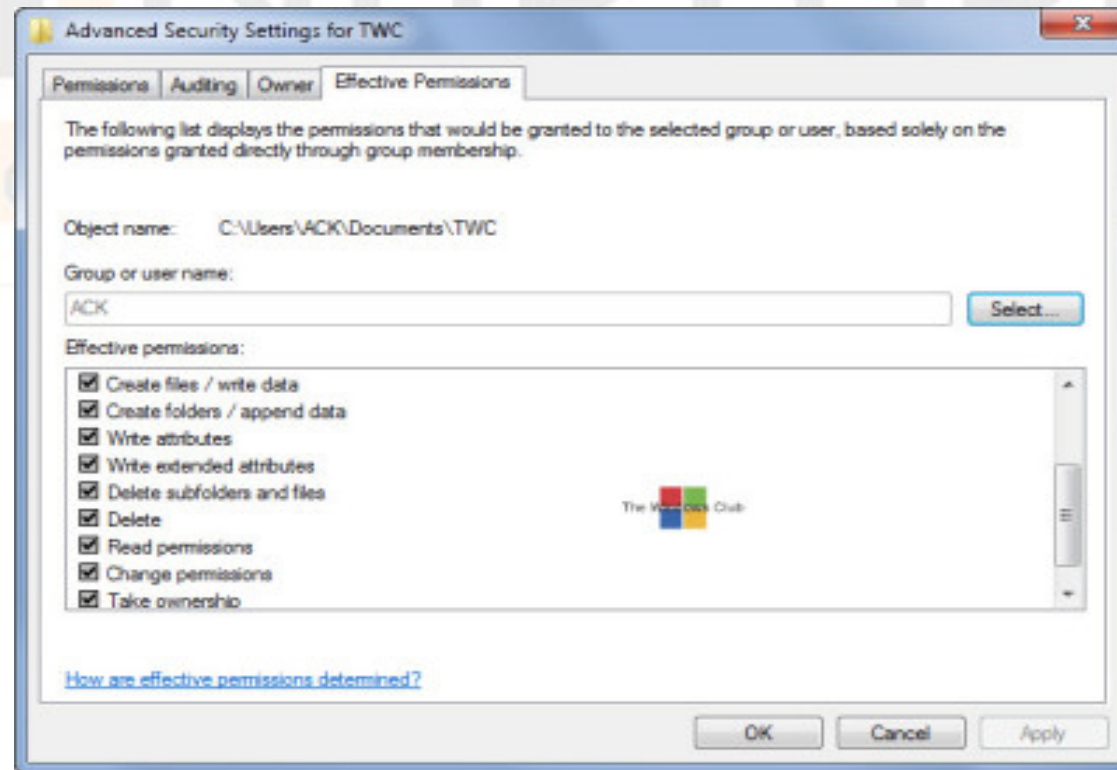 Advanced Security Settings for TWC
Permissions Auditing Owner Effective Permissions
The following list displays the permissions that would be granted to the selected group or user, based solely on the
permissions granted directly through group membership.
Object name: C:\Users\ACK\Documents\TWC
Group or user name:
ACK Select...
Effective permissions:
Create files / write data
Create folders / append data
Write attributes
Write extended attributes
Delete subfolders and files
Delete
Read permissions
Change permissions
Take ownership
The Windows Club
How are effective permissions determined?
OK Cancel Apply